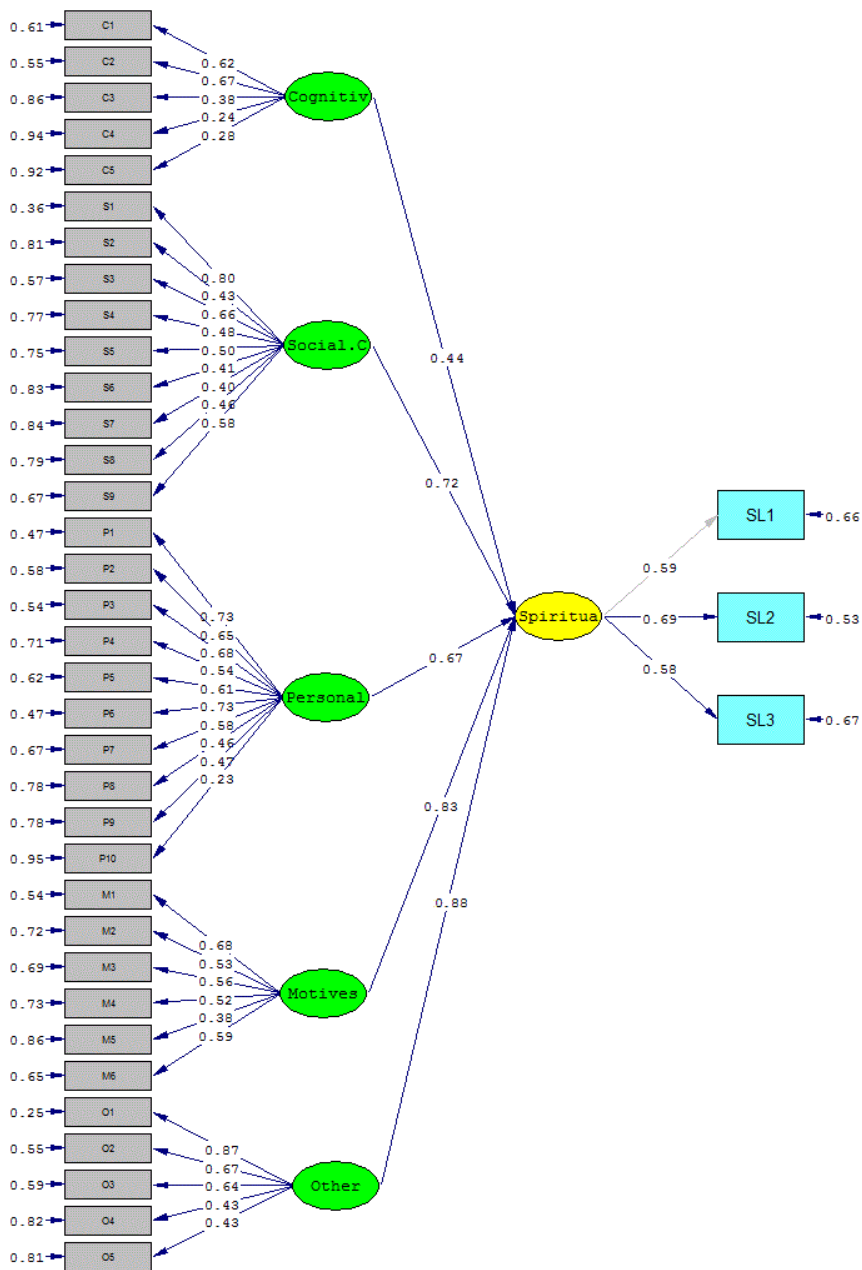 0.61 C1
0.55 C2
0.86 C3
0.94 C4
0.92 C5
0.62
0.67
0.38
0.24
0.28
Cognitiv
0.36 S1
0.81 S2
0.57 S3
0.77 S4
0.75 S5
0.83 S6
0.84 S7
0.79 S8
0.67 S9
0.80
0.43
0.66
0.48
0.50
0.41
0.40
0.46
0.58
Social.C
0.47 P1
0.58 P2
0.54 P3
0.71 P4
0.62 P5
0.47 P6
0.67 P7
0.78 P8
0.78 P9
0.95 P10
0.73
0.65
0.68
0.54
0.61
0.73
0.58
0.46
0.47
0.23
Personal
0.54 M1
0.72 M2
0.69 M3
0.73 M4
0.86 M5
0.65 M6
0.68
0.53
0.56
0.52
0.38
0.59
Motives
0.25 O1
0.55 O2
0.59 O3
0.82 O4
0.81 O5
0.87
0.67
0.64
0.43
0.43
Other
0.44
0.72
0.67
0.83
0.88
Spiritua
0.59
0.69
0.58
SL1 0.66
SL2 0.53
SL3 0.67